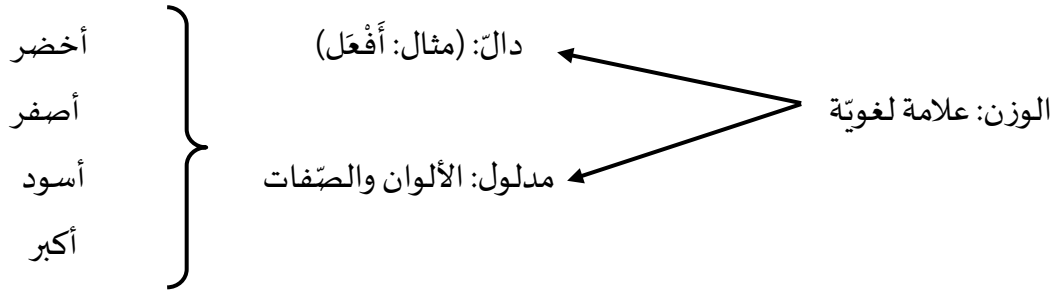 الوزن: علامة لغويّة
دالّ: (مثال: أَفْعَل)
مدلول: الألوان والصّفات
أخضر
أصفر
أسود
أكبر